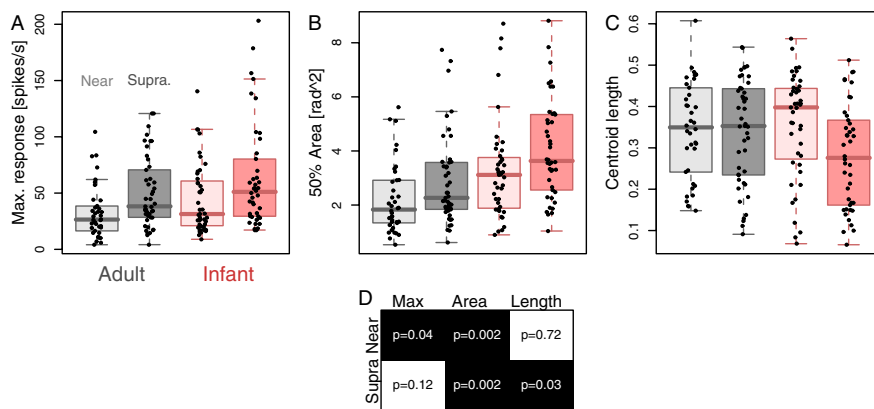 A
Max. response [spikes/s]
200
150
100
50
0
Near
Supra.
Adult
Infant
B
50% Area [rad^2]
8
6
4
2
C
Centroid length
0.6
0.5
0.4
0.3
0.2
0.1
D
Max Area Length
Near
p=0.04 p=0.002 p=0.72
Supra
p=0.12 p=0.002 p=0.03